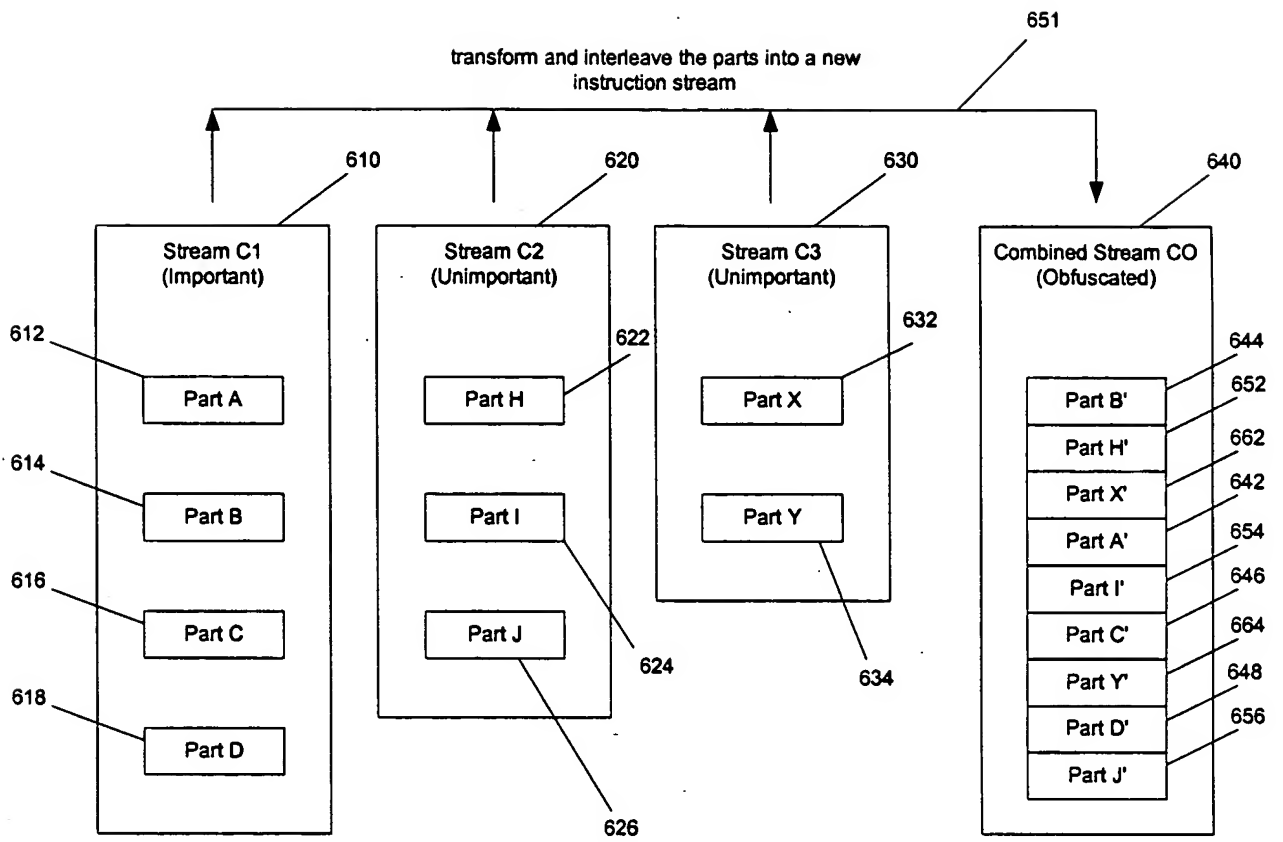 651
transform and interleave the parts into a new
instruction stream
610
620
630
640
Stream C1
(Important)
Stream C2
(Unimportant)
Stream C3
(Unimportant)
Combined Stream CO
(Obfuscated)
612
622
632
644
Part A
Part H
Part X
Part B'
652
Part H'
662
614
Part X'
642
Part B
Part I
Part Y
Part A'
654
Part I'
646
616
Part C'
664
Part C
Part J
624
634
Part Y'
648
618
Part D'
656
Part D
Part J'
626